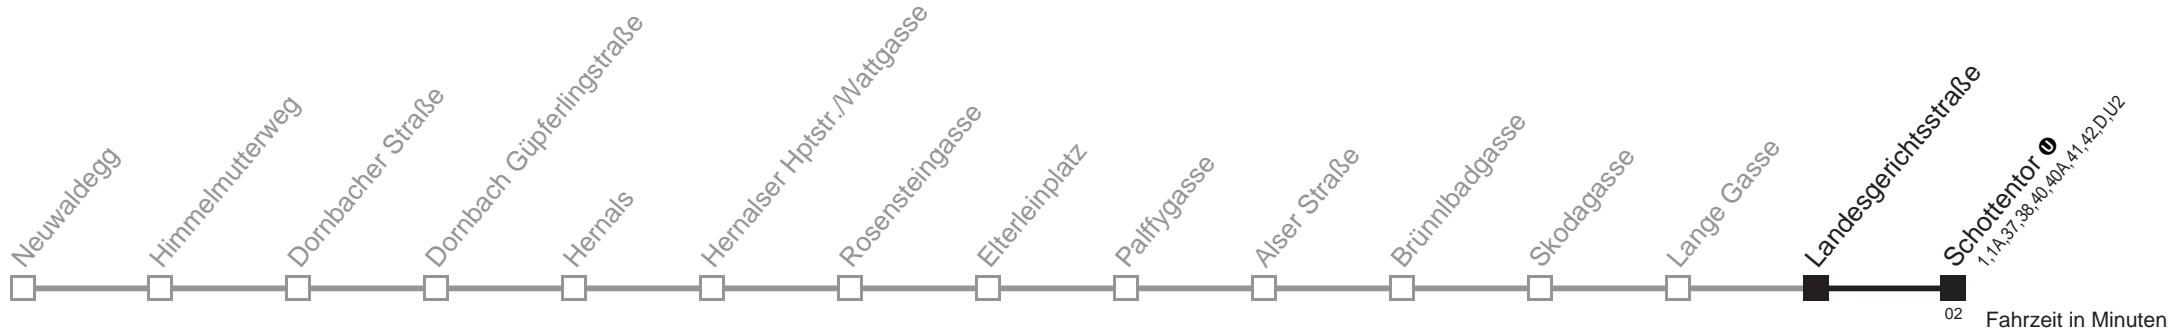 Neuwaldegg
Himmelmutterweg
Dornbacher Straße
Dornbach Güpferlingstraße
Hernals
Hernalser Hptstr./Wattgasse
Rosensteingasse
Elterleinplatz
Palffygasse
Alser Straße
Brünnlbadgasse
Skodagasse
Lange Gasse
Landesgerichtsstraße
Schottentor U
1,1A,37,38,40,40A,41,42,D,U2
02
Fahrzeit in Minuten